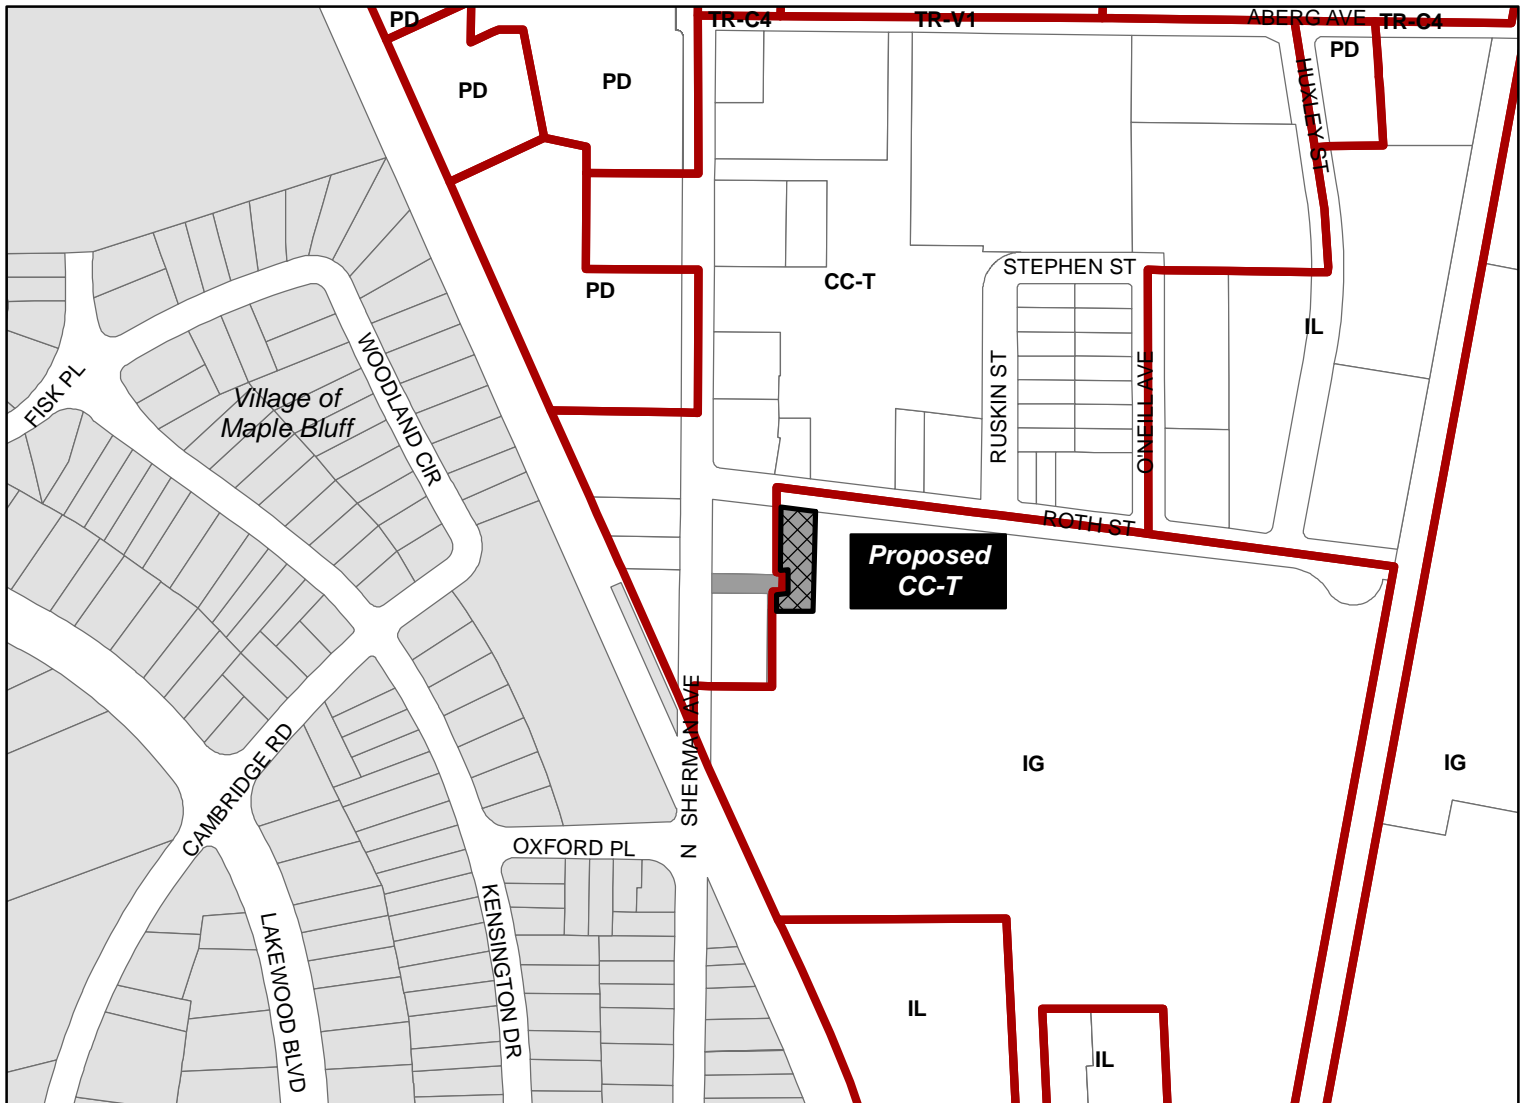 PD
TR-C4
TR-V1
ABERG AVE
TR-C4
PD
PD
PD
HUXLEY ST
STEPHEN ST
CC-T
PD
IL
WOODLAND CIR
FISK PL
Village of
Maple Bluff
RUSKIN ST
O'NEILL AVE
ROTH ST
Proposed
CC-T
N SHERMAN AVE
CAMBRIDGE RD
IG
IG
OXFORD PL
KENSINGTON DR
LAKEWOOD BLVD
IL
IL